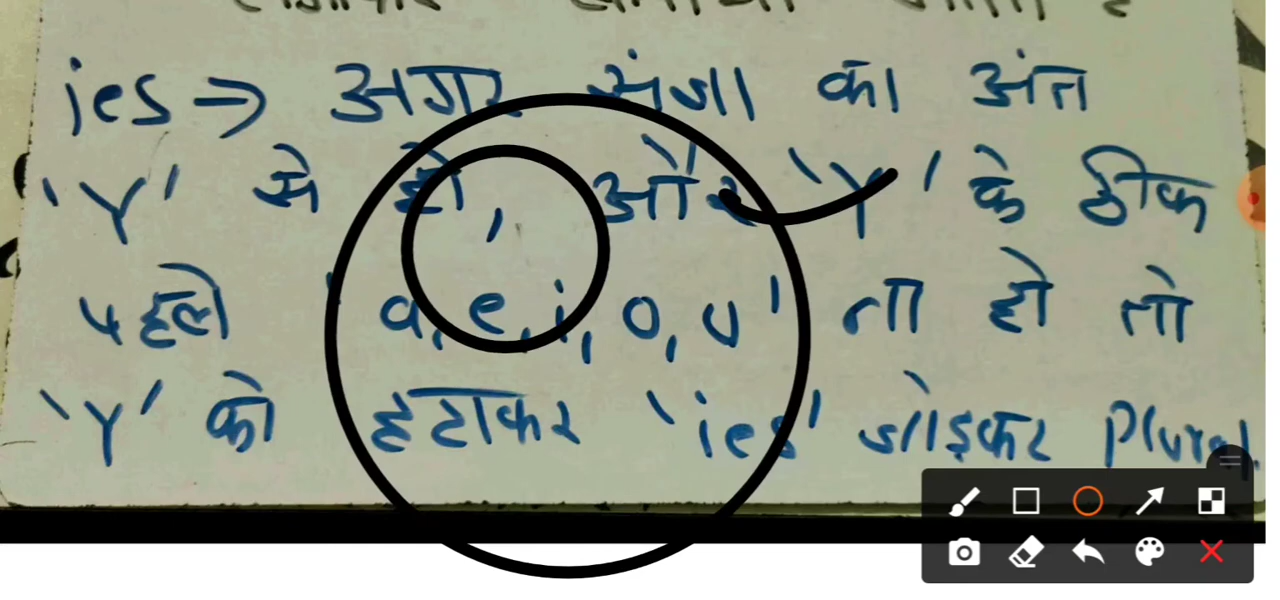 ies ⇒ अगर संज्ञा का अंत
'Y' से हो, और 'Y' के ठीक
पहले 'a, e, i, o, u' ना हो तो
'Y' को हटाकर 'ies' जोड़कर Plural